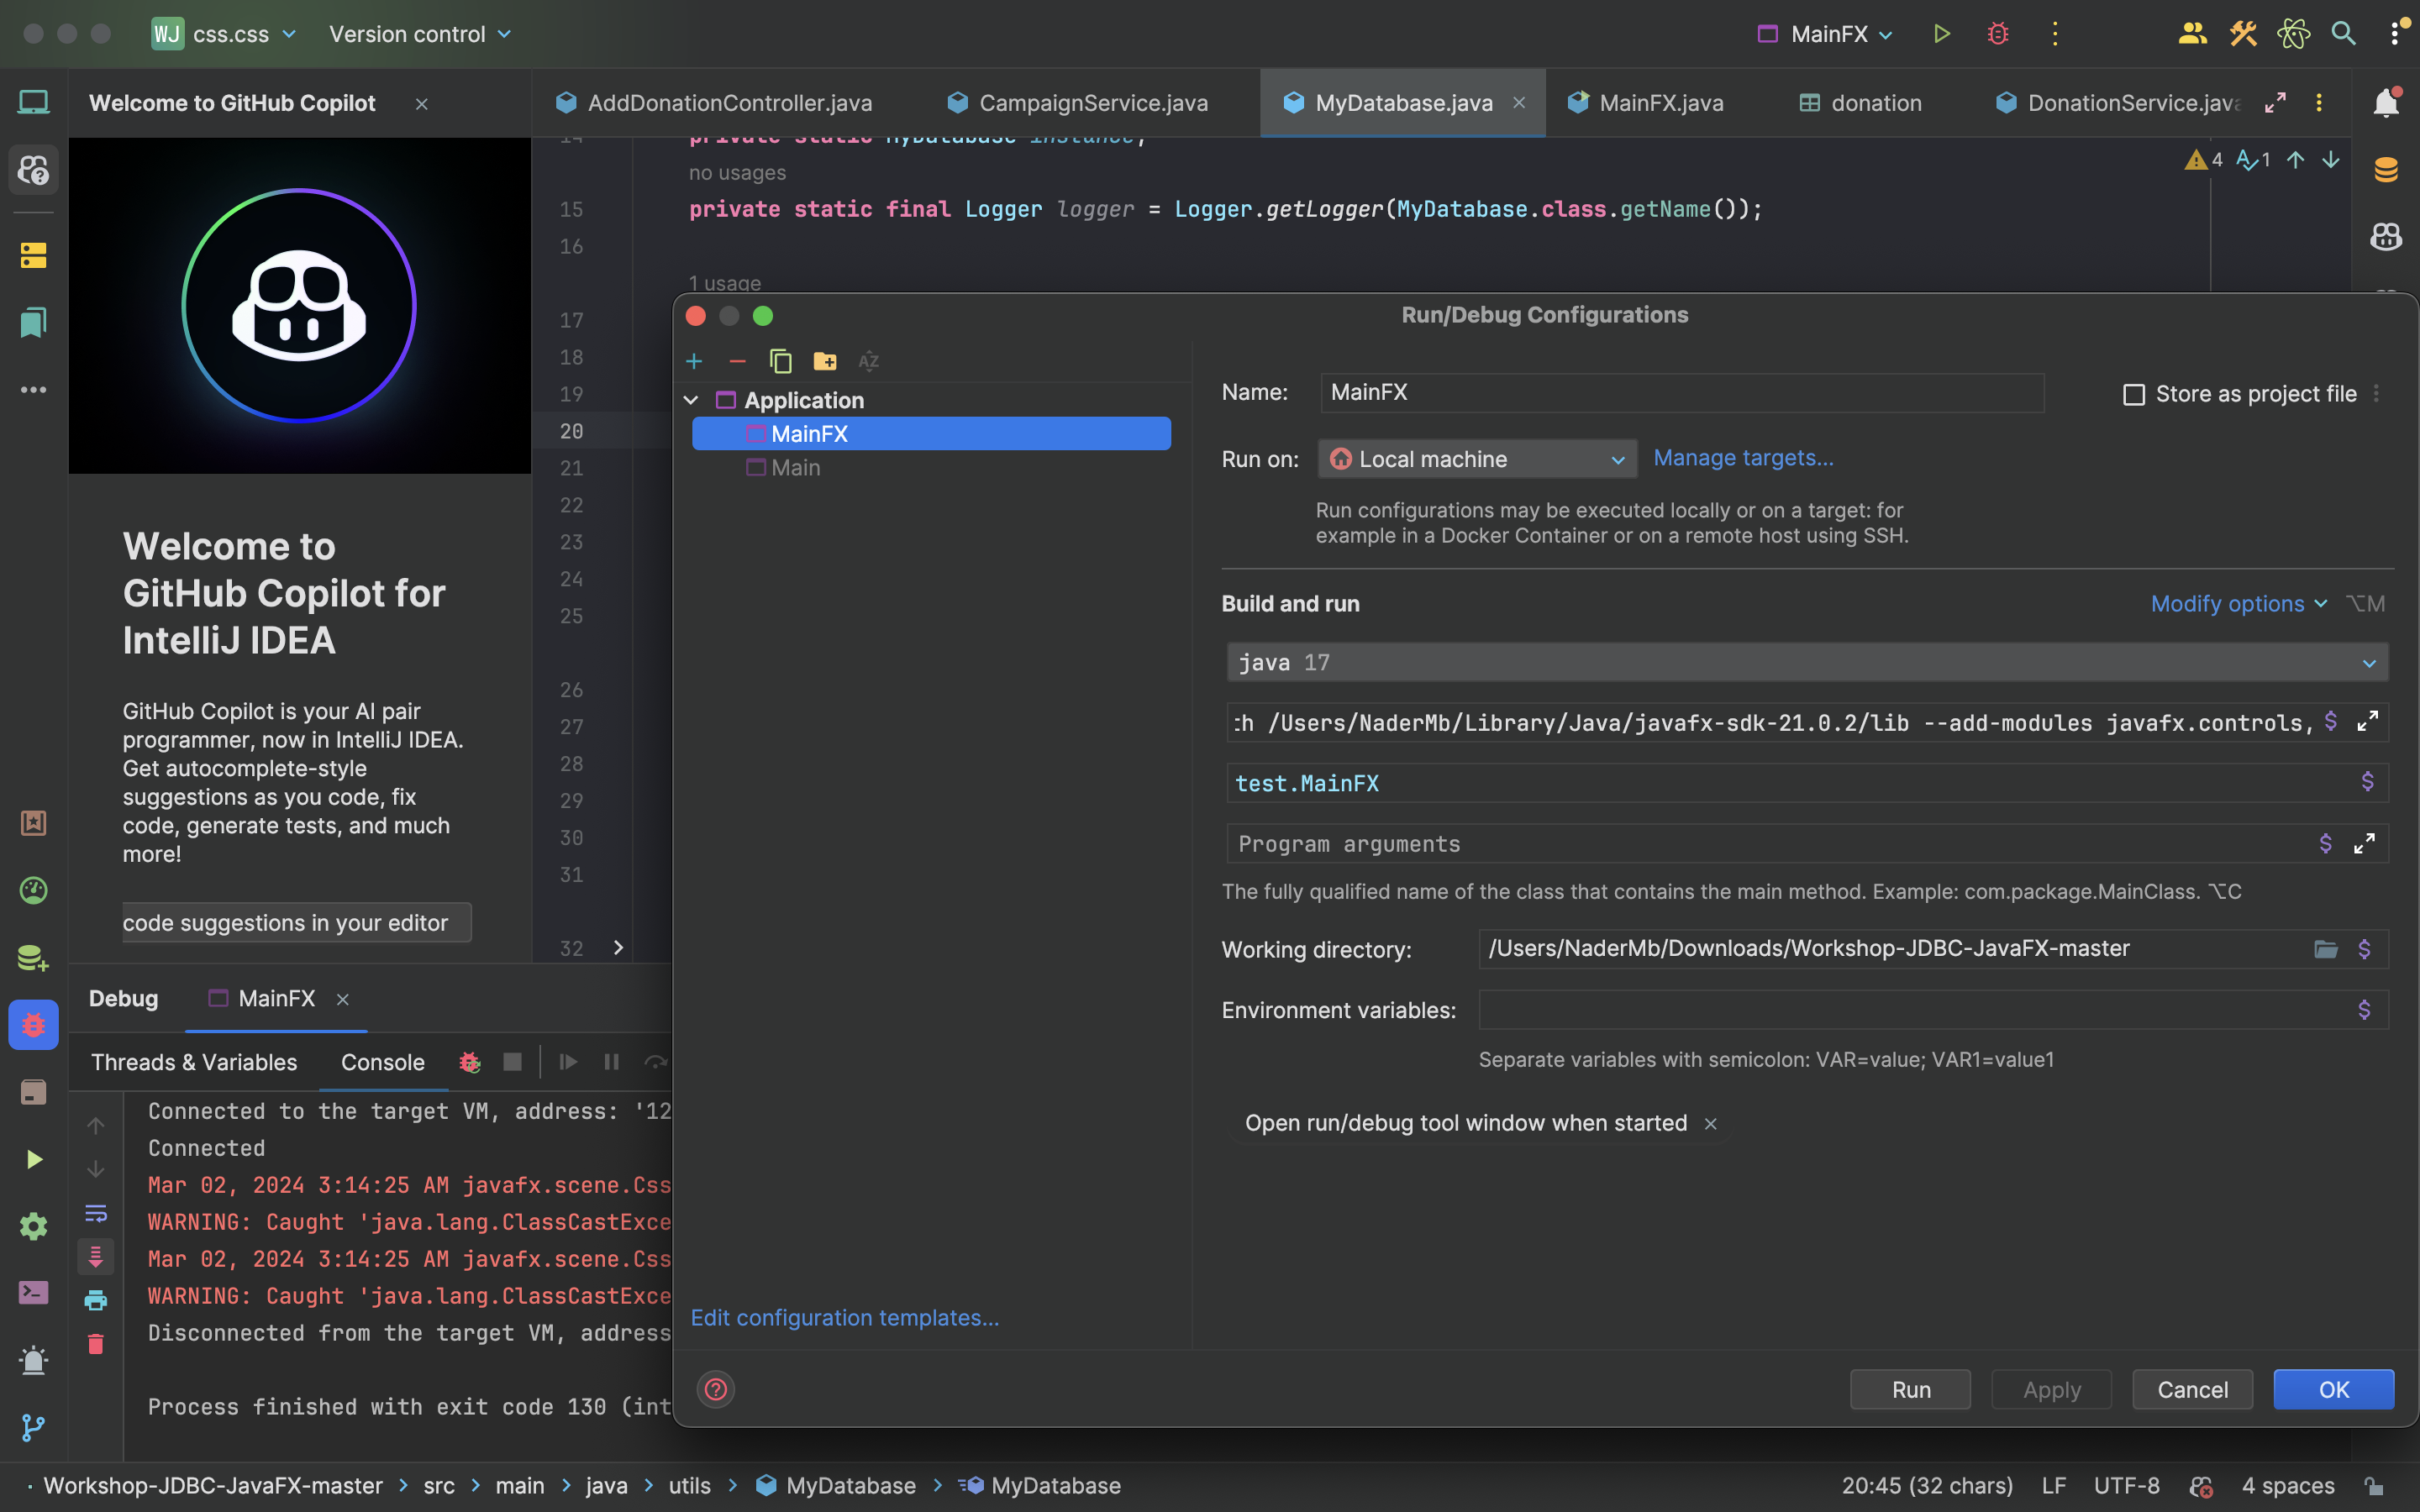 WJ css.css Version control MainFX
Welcome to GitHub Copilot
AddDonationController.java CampaignService.java MyDatabase.java MainFX.java donation DonationService.java
14 private static MyDatabase instance;
no usages
15 private static final Logger logger = Logger.getLogger(MyDatabase.class.getName());
4 1
16
1 usage
17
18
19
20
21
22
23
24
25
26
27
28
29
30
31
32
Welcome to
GitHub Copilot for
IntelliJ IDEA
GitHub Copilot is your AI pair
programmer, now in IntelliJ IDEA.
Get autocomplete-style
suggestions as you code, fix
code, generate tests, and much
more!
code suggestions in your editor
Run/Debug Configurations
AZ
Application
MainFX
Main
Edit configuration templates...
Name: MainFX Store as project file
Run on: Local machine Manage targets...
Run configurations may be executed locally or on a target: for
example in a Docker Container or on a remote host using SSH.
Build and run Modify options ⌥M
java 17
th /Users/NaderMb/Library/Java/javafx-sdk-21.0.2/lib --add-modules javafx.controls, $
test.MainFX $
Program arguments $
The fully qualified name of the class that contains the main method. Example: com.package.MainClass. ⌥C
Working directory: /Users/NaderMb/Downloads/Workshop-JDBC-JavaFX-master $
Environment variables: $
Separate variables with semicolon: VAR=value; VAR1=value1
Open run/debug tool window when started
? Run Apply Cancel OK
Debug MainFX
Threads & Variables Console
Connected to the target VM, address: '12
Connected
Mar 02, 2024 3:14:25 AM javafx.scene.Css
WARNING: Caught 'java.lang.ClassCastExce
Mar 02, 2024 3:14:25 AM javafx.scene.Css
WARNING: Caught 'java.lang.ClassCastExce
Disconnected from the target VM, address
Process finished with exit code 130 (int
Workshop-JDBC-JavaFX-master > src > main > java > utils > MyDatabase > MyDatabase
20:45 (32 chars) LF UTF-8 4 spaces